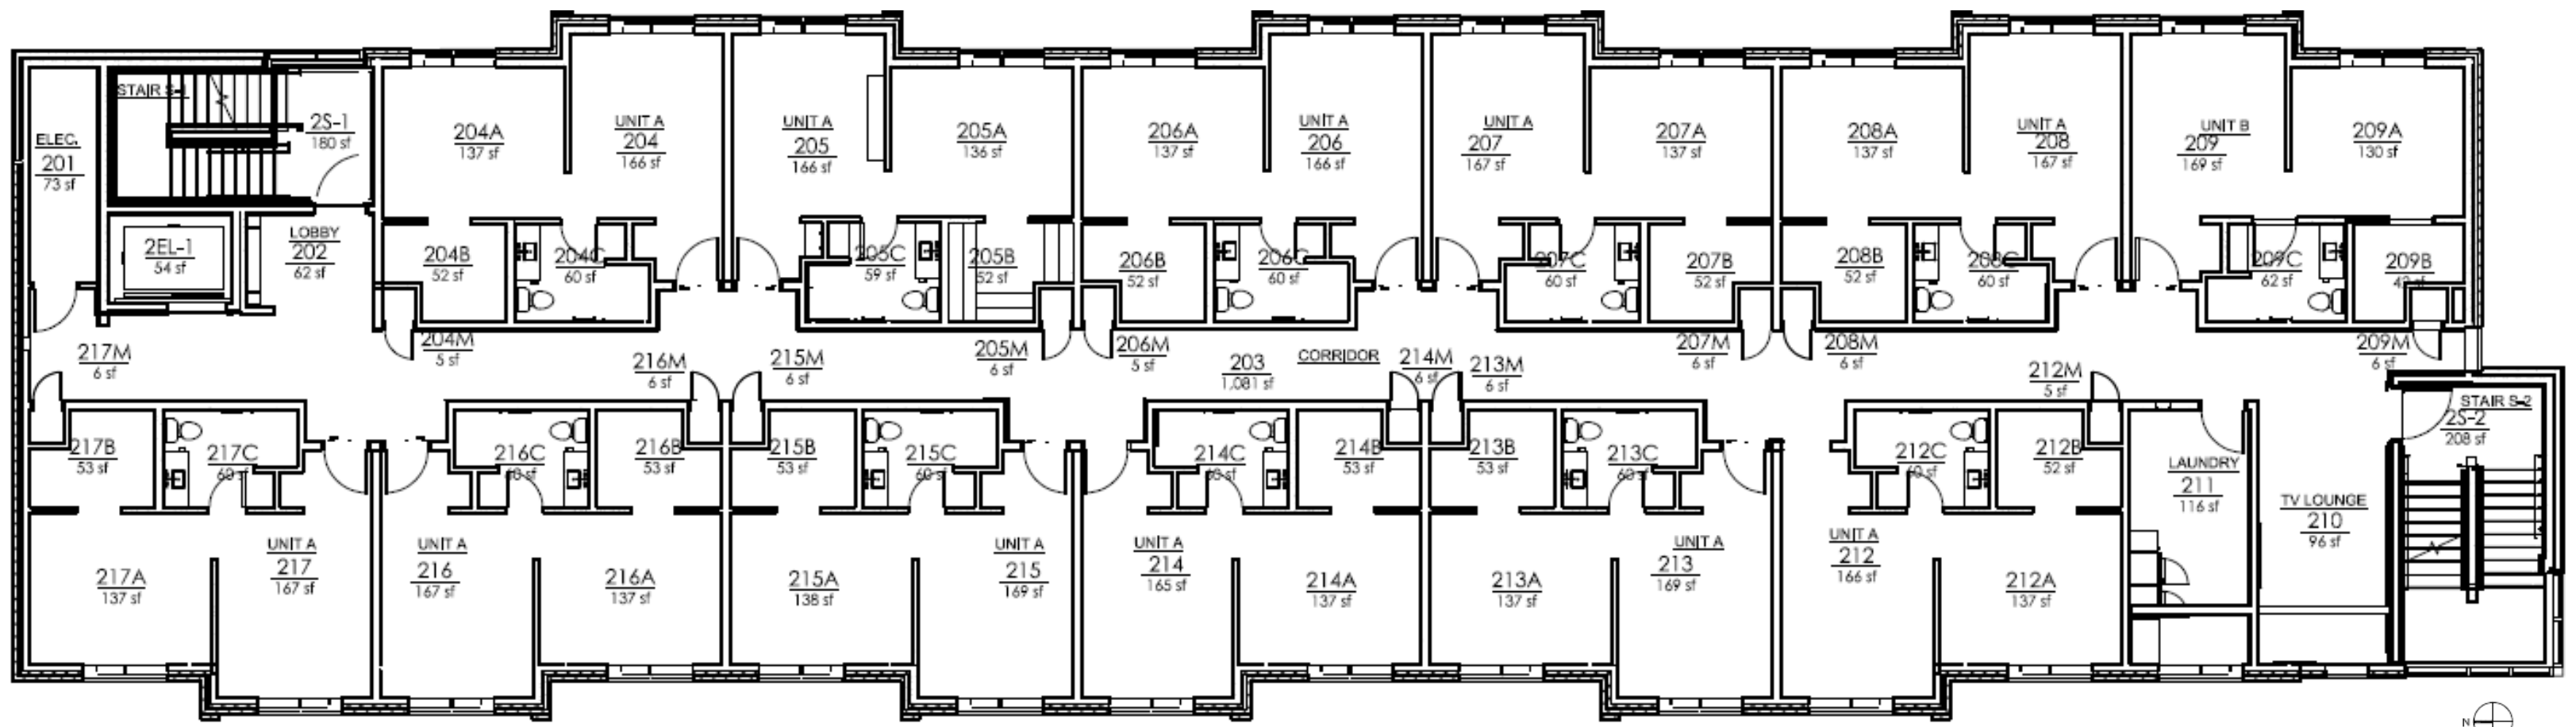 STAIR S-1
2S-1
180 sf
ELEC.
201
73 sf
2EL-1
54 sf
LOBBY
202
62 sf
204A
137 sf
UNIT A
204
166 sf
204B
52 sf
204C
60 sf
204M
5 sf
UNIT A
205
166 sf
205A
136 sf
205C
59 sf
205B
52 sf
205M
6 sf
206A
137 sf
UNIT A
206
166 sf
206B
52 sf
206C
60 sf
206M
5 sf
UNIT A
207
167 sf
207A
137 sf
207C
60 sf
207B
52 sf
207M
6 sf
208A
137 sf
UNIT A
208
167 sf
208B
52 sf
208C
60 sf
208M
6 sf
UNIT B
209
169 sf
209A
130 sf
209C
62 sf
209B
209M
6 sf
217M
6 sf
216M
6 sf
215M
6 sf
203
1,081 sf
CORRIDOR
214M
6 sf
213M
6 sf
212M
5 sf
217B
53 sf
217C
60 sf
217A
137 sf
UNIT A
217
167 sf
216C
60 sf
216B
53 sf
UNIT A
216
167 sf
216A
137 sf
215B
53 sf
215C
60 sf
215A
138 sf
UNIT A
215
169 sf
214C
60 sf
214B
53 sf
UNIT A
214
165 sf
214A
137 sf
213B
53 sf
213C
60 sf
213A
137 sf
UNIT A
213
169 sf
212C
60 sf
212B
52 sf
UNIT A
212
166 sf
212A
137 sf
LAUNDRY
211
116 sf
TV LOUNGE
210
96 sf
STAIR S-2
2S-2
208 sf
N